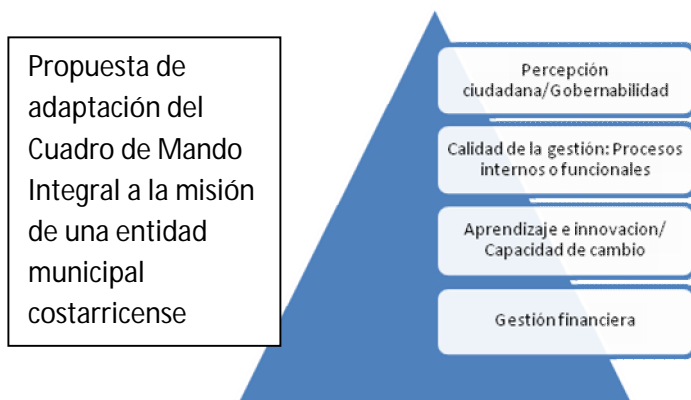 Propuesta de
adaptación del
Cuadro de Mando
Integral a la misión
de una entidad
municipal
costarricense
Percepción
ciudadana/Gobernabilidad
Calidad de la gestión: Procesos
internos o funcionales
Aprendizaje e innovacion/
Capacidad de cambio
Gestión financiera